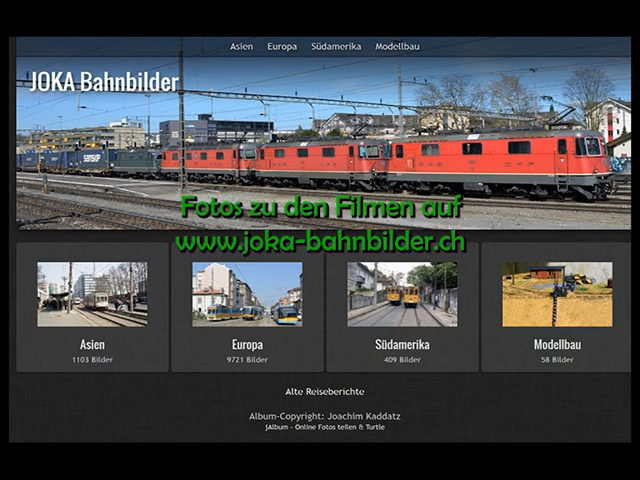 Asien Europa Südamerika Modellbau
JOKA Bahnbilder
Fotos zu den Filmen auf
www.joka-bahnbilder.ch
Asien
1103 Bilder
Europa
9721 Bilder
Südamerika
409 Bilder
Modellbau
58 Bilder
Alte Reiseberichte
Album-Copyright: Joachim Kaddatz
jAlbum - Online Fotos teilen & Turtle